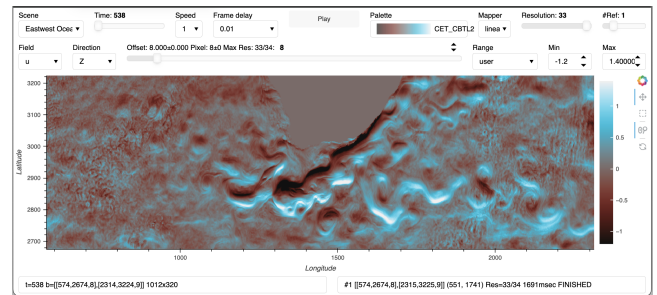 Scene Time: 538 Speed Frame delay Play Palette Mapper Resolution: 33 #Ref: 1
Eastwest Ocea 1 0.01 CET_CBTL2 linea
Field Direction Offset: 8.000±0.000 Pixel: 8±0 Max Res: 33/34: 8 Range Min Max
u Z user -1.2 1.40000
3200
3100
3000
2900
2800
2700
Latitude
1000 1500 2000
Longitude
1
0.5
0
−0.5
−1
t=538 b=[[574,2674,8],[2314,3224,9]] 1012x320
#1 [[574,2674,8],[2315,3225,9]] (551, 1741) Res=33/34 1691msec FINISHED